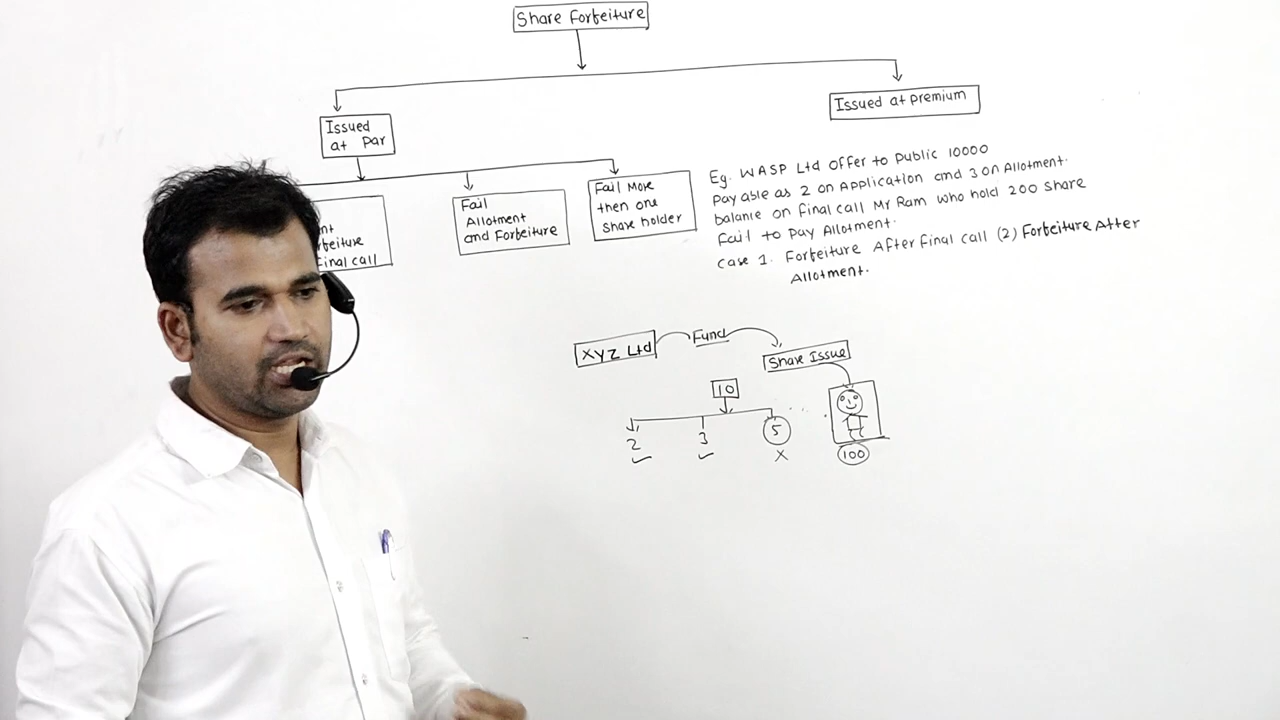 Share Forfeiture
Issued
at Par
Issued at premium
Final call
Fail
Allotment
and Forfeiture
Fail More
then one
share holder
Eg. WASP Ltd offer to Public 10000
Payable as 2 on Application and 3 on Allotment.
balane on final call Mr Ram who hold 200 share
Fail to Pay Allotment.
case 1. Forfeiture After Final call (2) Forfeiture After
Allotment.
XYZ Ltd
Fund
Share Issue
10
2 3 5
100